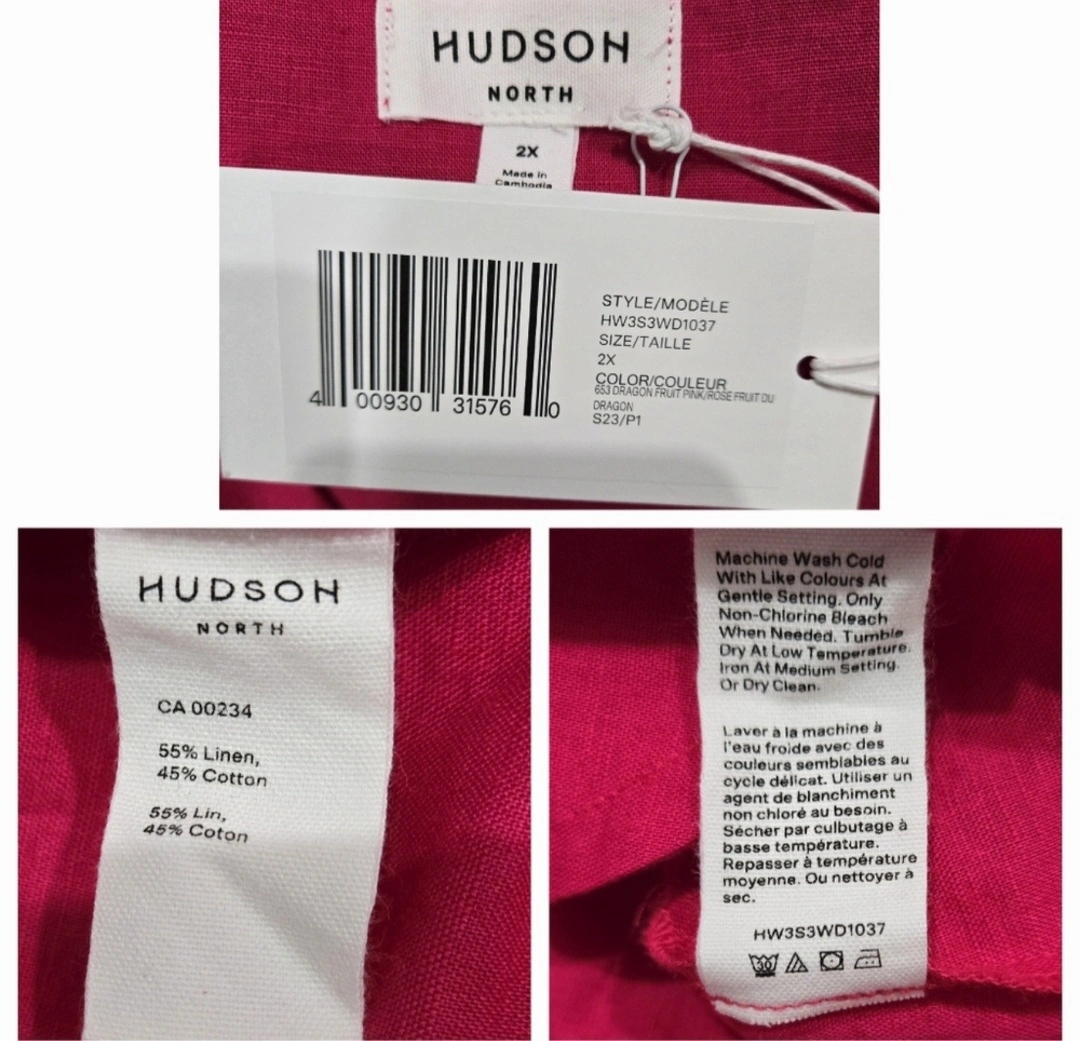 HUDSON
NORTH
2X
Made in
Cambodia
4 00930 31576 0
STYLE/MODÈLE
HW3S3WD1037
SIZE/TAILLE
2X
COLOR/COULEUR
653 DRAGON FRUIT PINK/ROSE FRUIT DU
DRAGON
S23/P1
HUDSON
NORTH
CA 00234
55% Linen,
45% Cotton
55% Lin,
45% Coton
Machine Wash Cold
With Like Colours At
Gentle Setting. Only
Non-Chlorine Bleach
When Needed. Tumble
Dry At Low Temperature.
Iron At Medium Setting.
Or Dry Clean.
Laver à la machine à
l'eau froide avec des
couleurs semblables au
cycle délicat. Utiliser un
agent de blanchiment
non chloré au besoin.
Sécher par culbutage à
basse température.
Repasser à température
moyenne. Ou nettoyer à
sec.
HW3S3WD1037
30